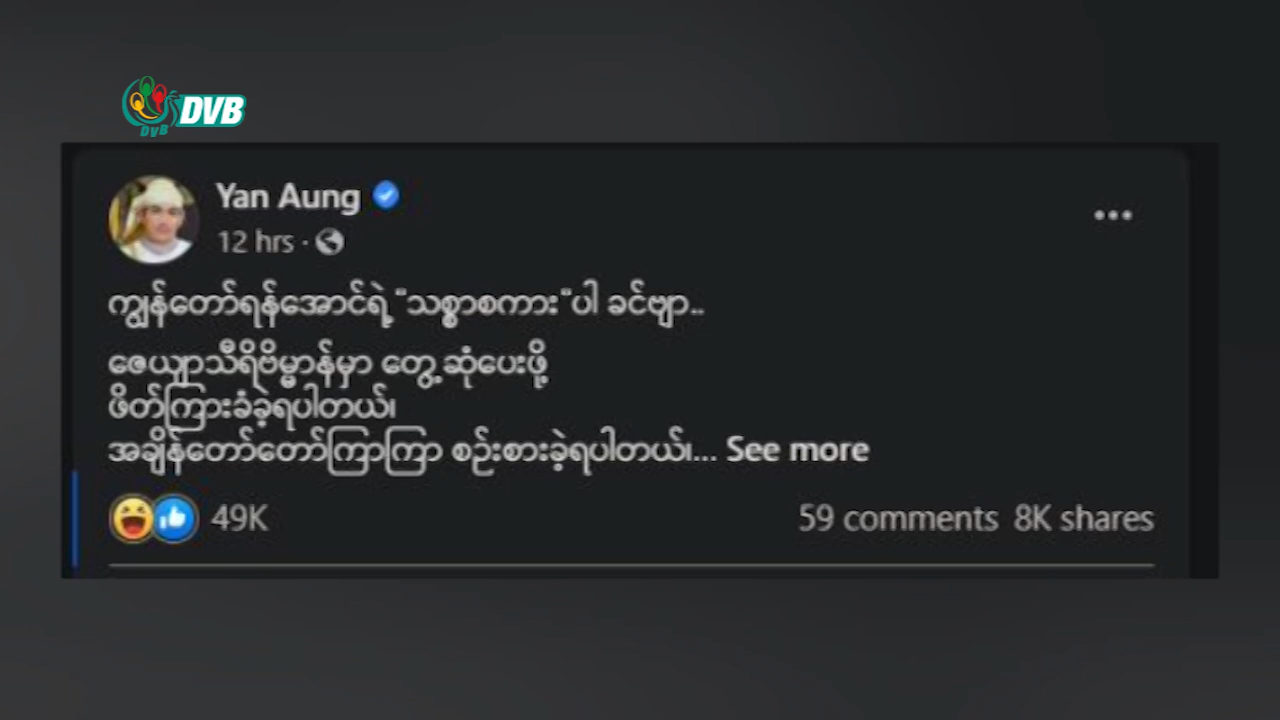 DVB
DVB
Yan Aung
12 hrs ·
ကျွန်တော်ရန်အောင်ရဲ့ "သစ္စာစကား"ပါ ခင်ဗျာ..
ဇေယျာသီရိဗိမ္မာန်မှာ တွေ့ဆုံပေးဖို့
ဖိတ်ကြားခံခဲ့ရပါတယ်၊
အချိန်တော်တော်ကြာကြာ စဉ်းစားခဲ့ရပါတယ်၊... See more
49K
59 comments 8K shares